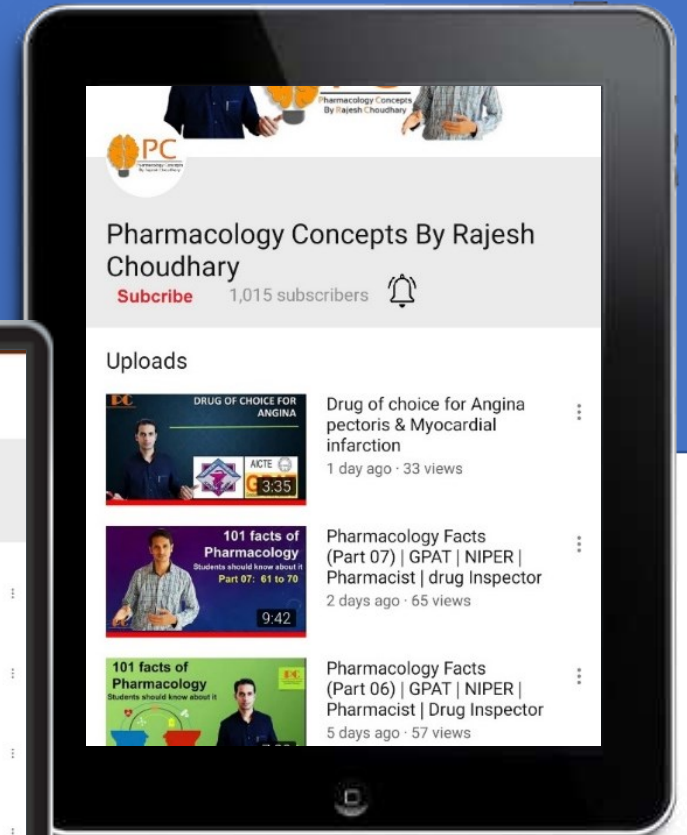 Pharmacology Concepts
By Rajesh Choudhary
PC
Pharmacology Concepts By Rajesh
Choudhary
Subcribe 1,015 subscribers
Uploads
PC
DRUG OF CHOICE FOR
ANGINA
AICTE
3:35
Drug of choice for Angina
pectoris & Myocardial
infarction
1 day ago · 33 views
101 facts of
Pharmacology
Students should know about it
Part 07: 61 to 70
9:42
Pharmacology Facts
(Part 07) | GPAT | NIPER |
Pharmacist | drug Inspector
2 days ago · 65 views
101 facts of
Pharmacology
Students should know about it
PC
Pharmacology Facts
(Part 06) | GPAT | NIPER |
Pharmacist | Drug Inspector
5 days ago · 57 views